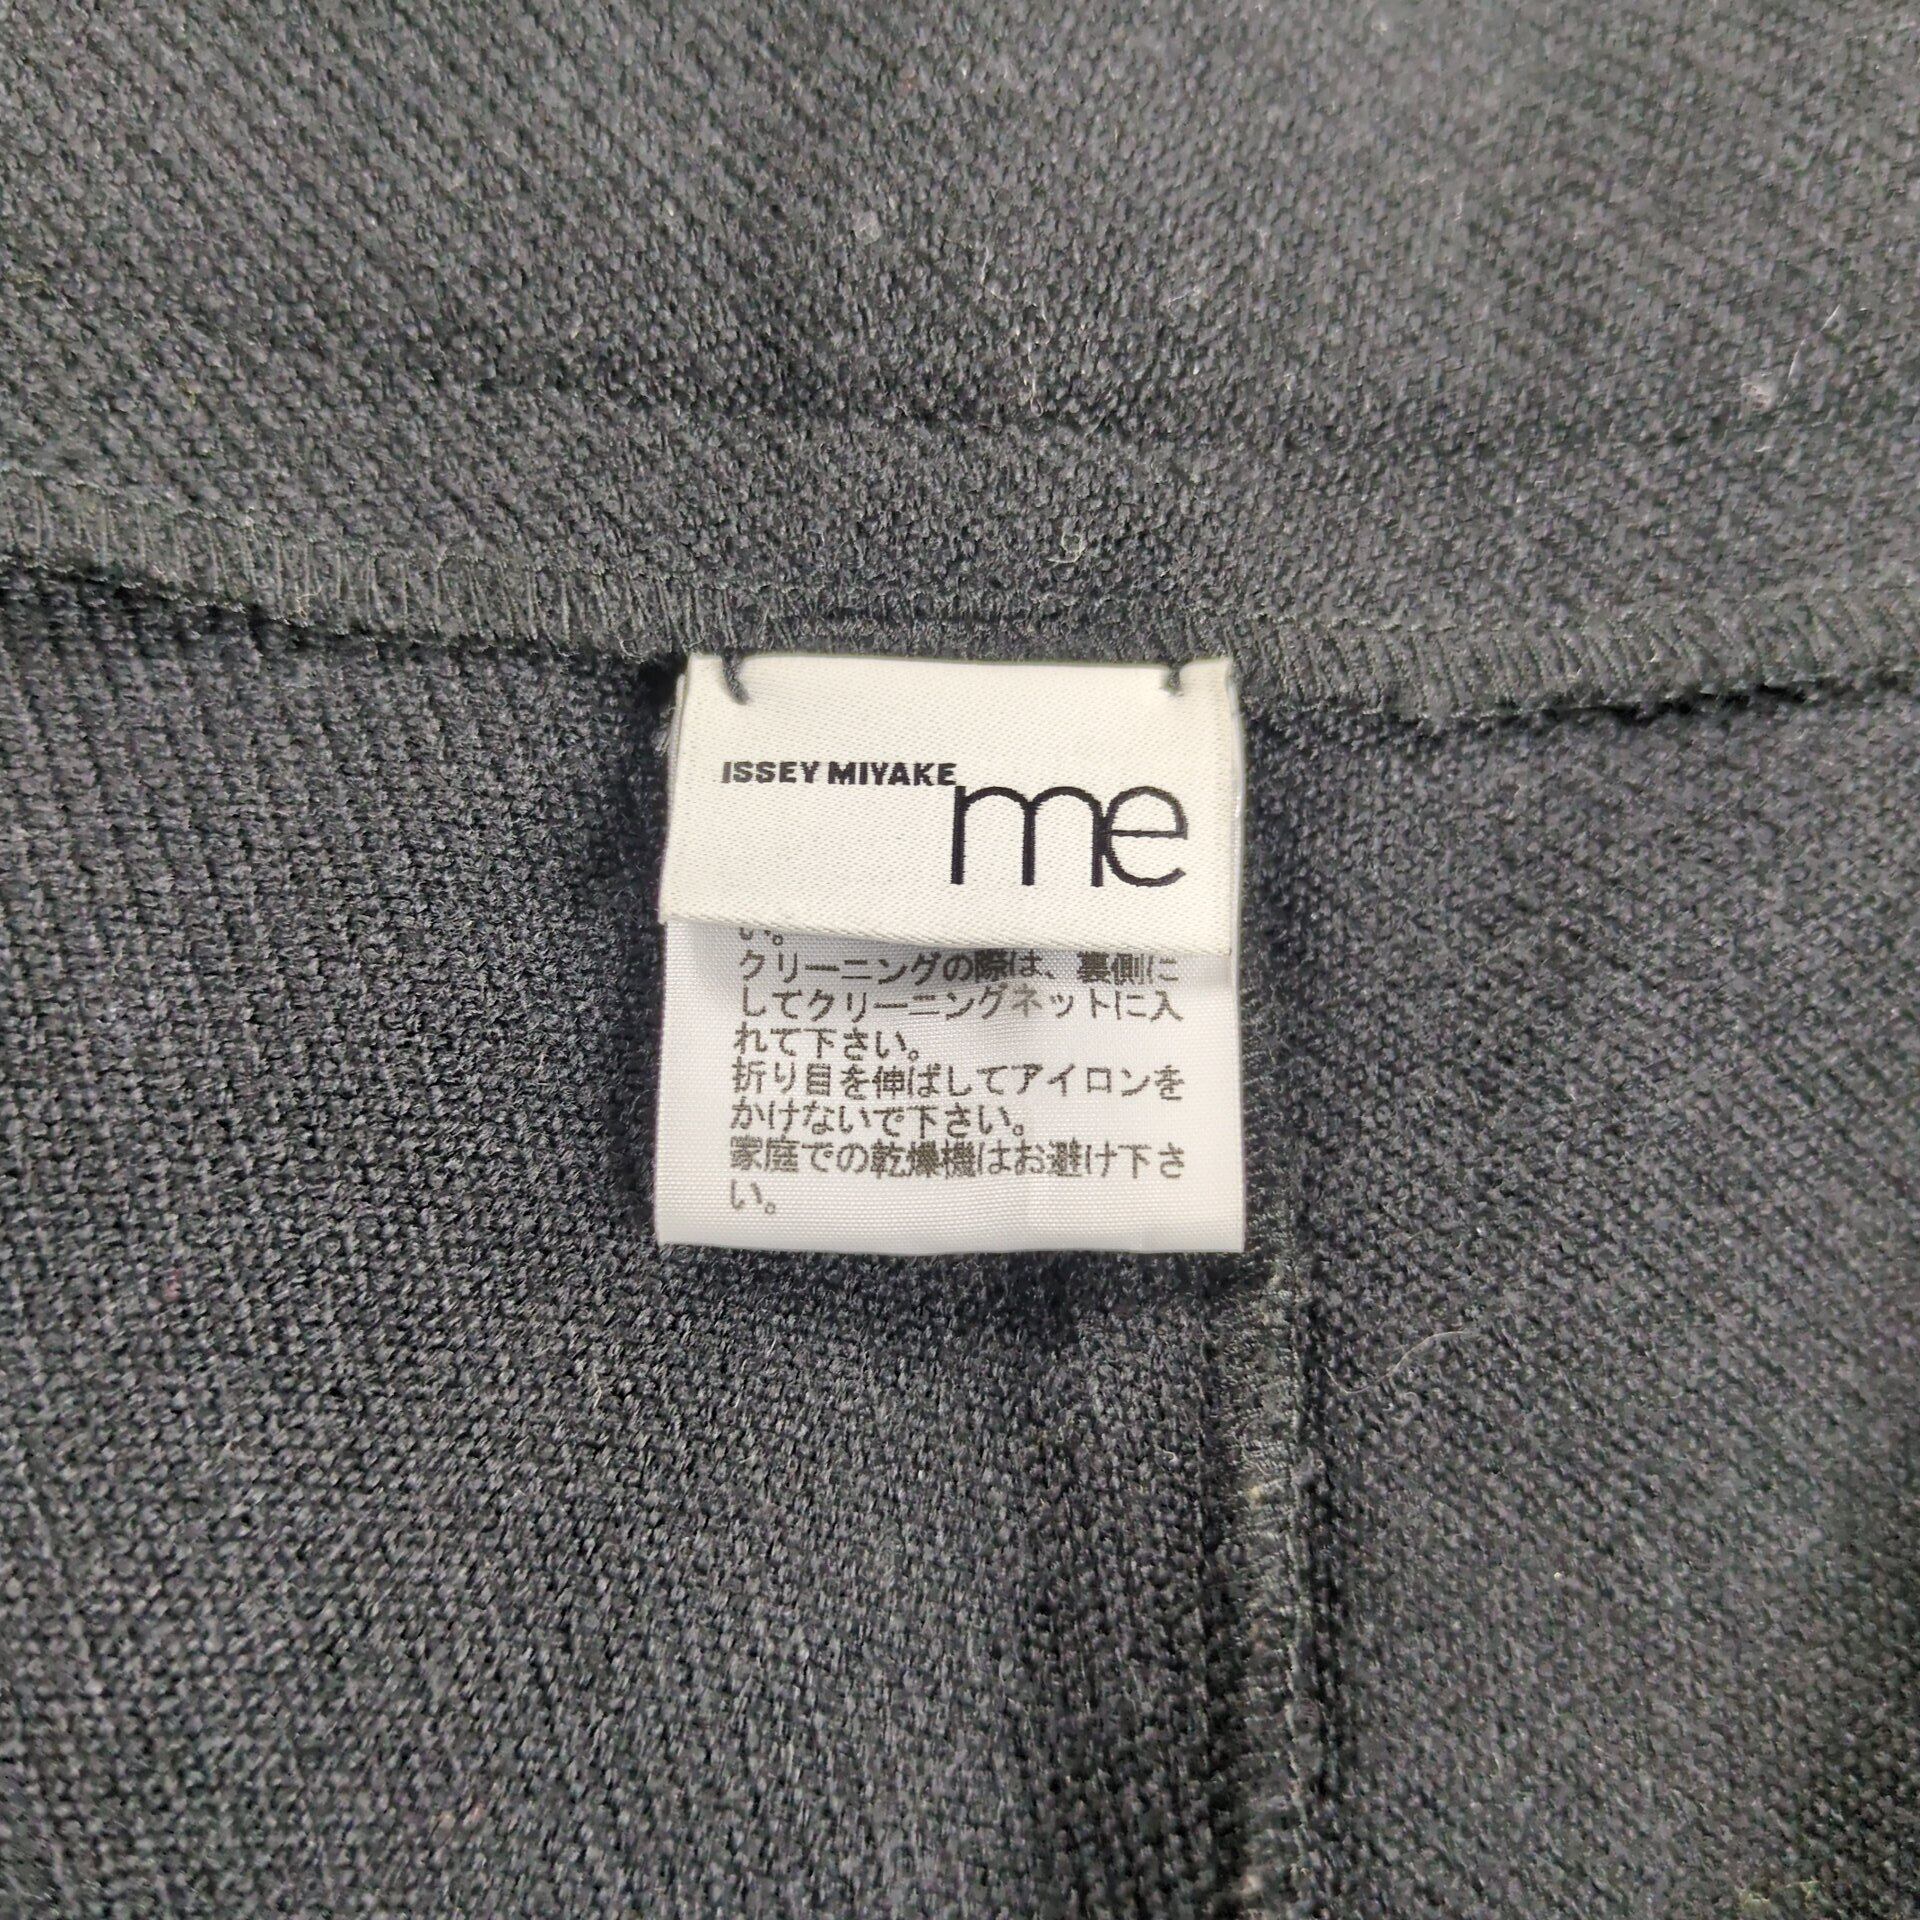 ISSEY MIYAKE
me
い。
クリーニングの際は、裏側に
してクリーニングネットに入
れて下さい。
折り目を伸ばしてアイロンを
かけないで下さい。
家庭での乾燥機はお避け下さ
い。